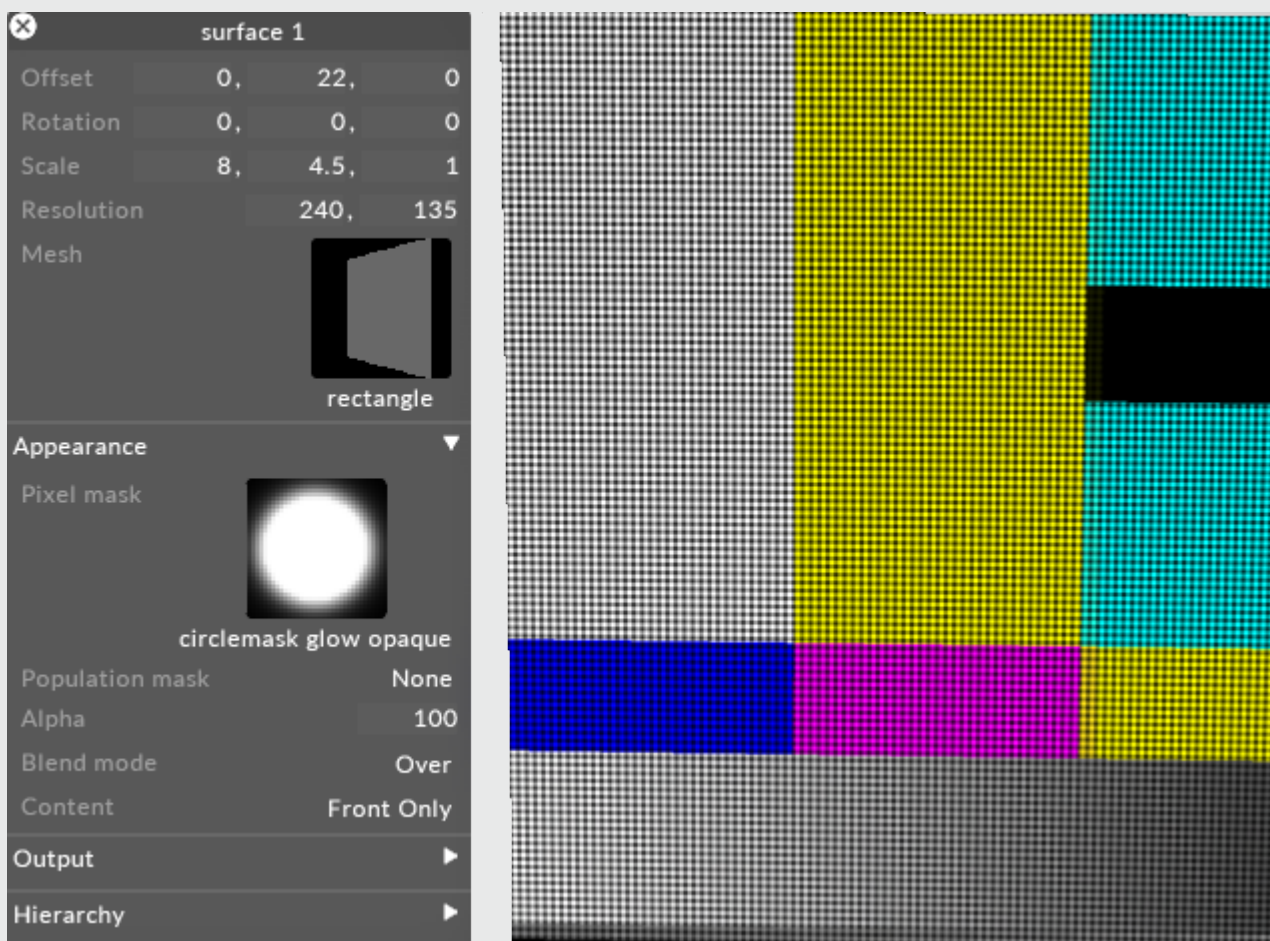 surface 1
Offset 0, 22, 0
Rotation 0, 0, 0
Scale 8, 4.5, 1
Resolution 240, 135
Mesh
rectangle
Appearance
Pixel mask
circlemask glow opaque
Population mask None
Alpha 100
Blend mode Over
Content Front Only
Output
Hierarchy